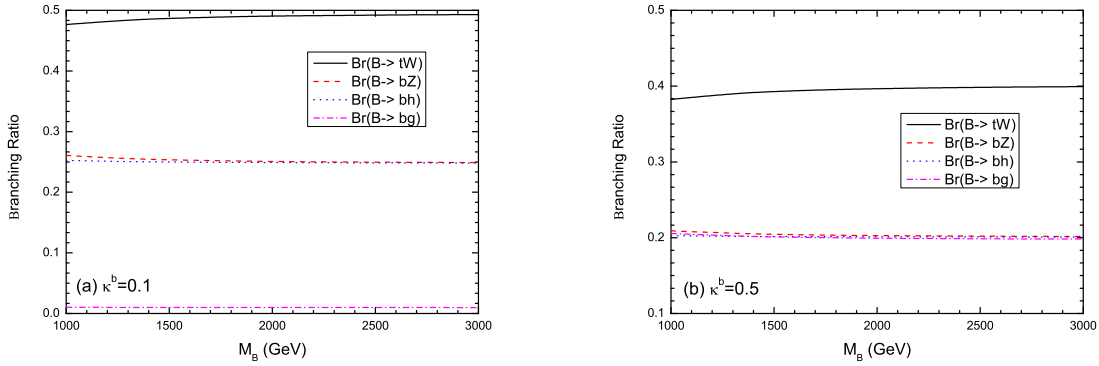 0.5
0.4
0.3
0.2
0.1
0.0
Branching Ratio
Br(B-> tW)
Br(B-> bZ)
Br(B-> bh)
Br(B-> bg)
(a) κ^b=0.1
1000 1500 2000 2500 3000
M_B (GeV)
0.5
0.4
0.3
0.2
0.1
Branching Ratio
Br(B-> tW)
Br(B-> bZ)
Br(B-> bh)
Br(B-> bg)
(b) κ^b=0.5
1000 1500 2000 2500 3000
M_B (GeV)